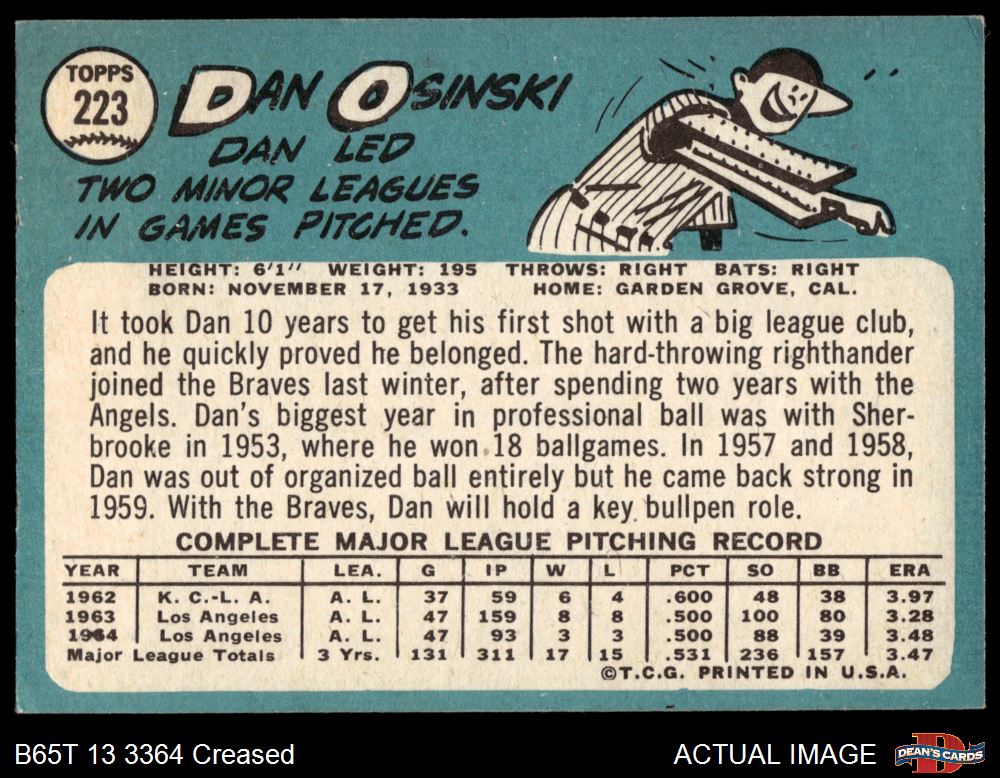 TOPPS
223
DAN OSINSKI
DAN LED
TWO MINOR LEAGUES
IN GAMES PITCHED.
HEIGHT: 6'1" WEIGHT: 195 THROWS: RIGHT BATS: RIGHT
BORN: NOVEMBER 17, 1933 HOME: GARDEN GROVE, CAL.
It took Dan 10 years to get his first shot with a big league club,
and he quickly proved he belonged. The hard-throwing righthander
joined the Braves last winter, after spending two years with the
Angels. Dan's biggest year in professional ball was with Sher-
brooke in 1953, where he won 18 ballgames. In 1957 and 1958,
Dan was out of organized ball entirely but he came back strong in
1959. With the Braves, Dan will hold a key bullpen role.
COMPLETE MAJOR LEAGUE PITCHING RECORD
YEAR TEAM LEA. G IP W L PCT SO BB ERA
1962 K. C.-L. A. A. L. 37 59 6 4 .600 48 38 3.97
1963 Los Angeles A. L. 47 159 8 8 .500 100 80 3.28
1964 Los Angeles A. L. 47 93 3 3 .500 88 39 3.48
Major League Totals 3 Yrs. 131 311 17 15 .531 236 157 3.47
©T.C.G. PRINTED IN U.S.A.
B65T 13 3364 Creased
ACTUAL IMAGE
DEAN'S CARDS